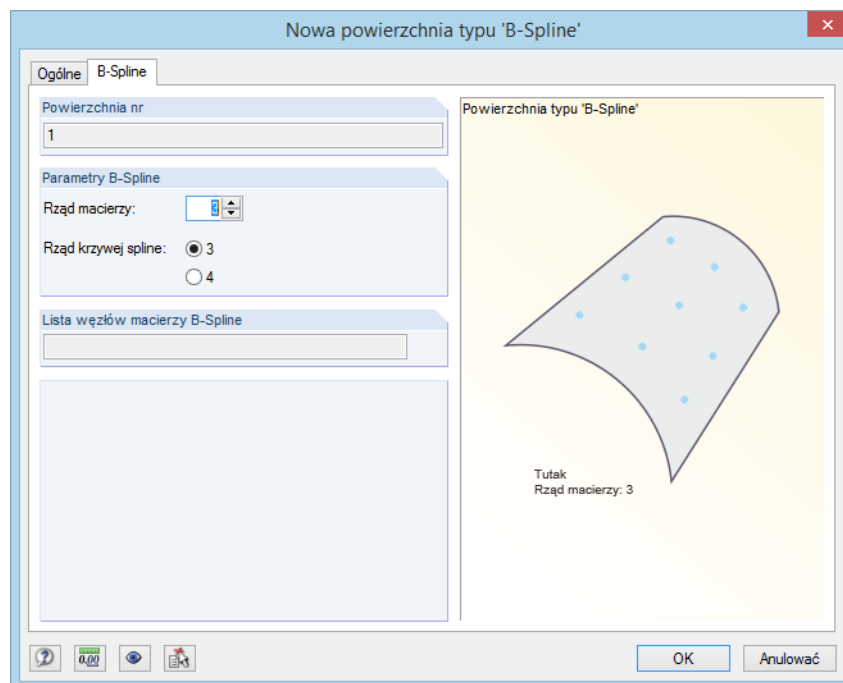 Nowa powierzchnia typu 'B-Spline'
Ogólne
B-Spline
Powierzchnia nr
1
Parametry B-Spline
Rząd macierzy:
3
Rząd krzywej spline:
3
4
Lista węzłów macierzy B-Spline
Powierzchnia typu 'B-Spline'
Tutak
Rząd macierzy: 3
0.00
OK
Anulować